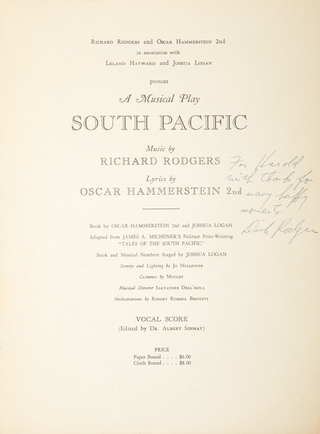 RICHARD RODGERS AND OSCAR HAMMERSTEIN 2ND
in association with
LELAND HAYWARD AND JOSHUA LOGAN
present
A Musical Play
SOUTH PACIFIC
Music by
RICHARD RODGERS
Lyrics by
OSCAR HAMMERSTEIN 2nd
For Harold
with thanks for
many happy
moments.
Dick Rodgers
Book by OSCAR HAMMERSTEIN 2nd and JOSHUA LOGAN
Adapted from JAMES A. MICHENER'S Pulitzer Prize-Winning
"TALES OF THE SOUTH PACIFIC"
Book and Musical Numbers Staged by JOSHUA LOGAN
Scenery and Lighting by JO MIELZINER
Costumes by MOTLEY
Musical Director SALVATORE DELL'ISOLA
Orchestrations by ROBERT RUSSELL BENNETT
VOCAL SCORE
(Edited by DR. ALBERT SIRMAY)
PRICE
Paper Bound . . . . $6.00
Cloth Bound . . . . $8.00